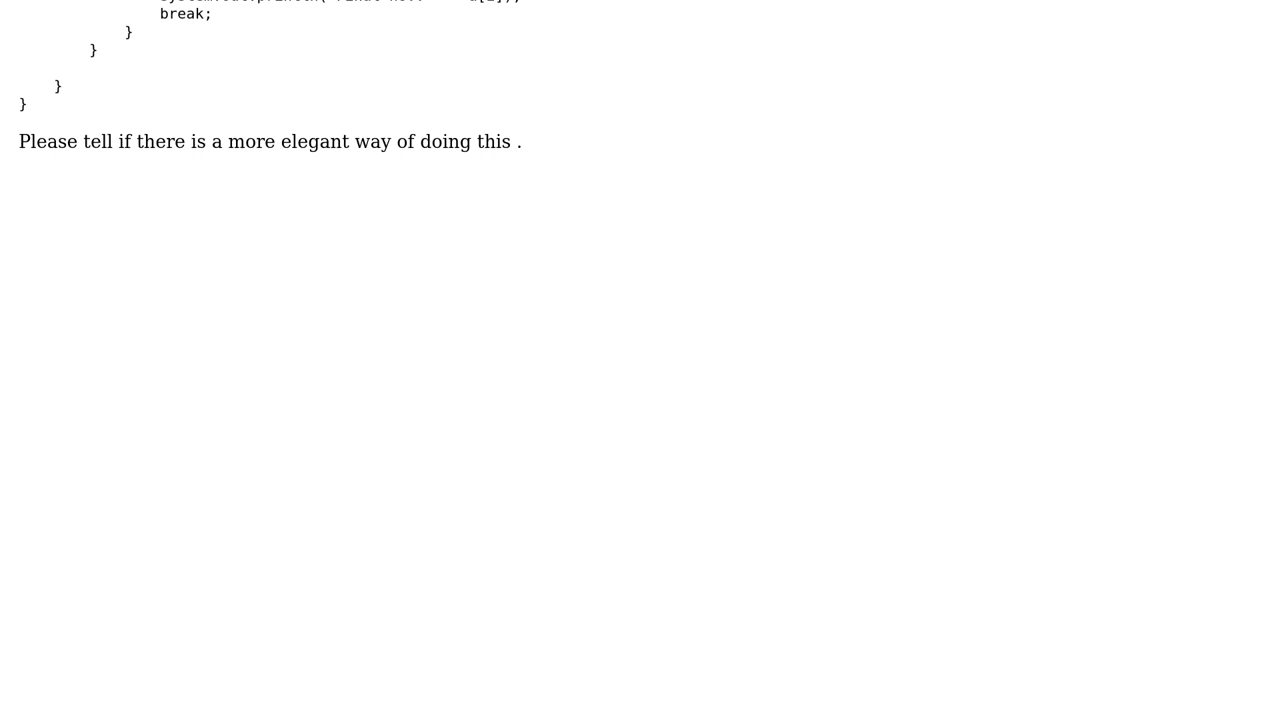 break;
}
}
}
}
Please tell if there is a more elegant way of doing this .